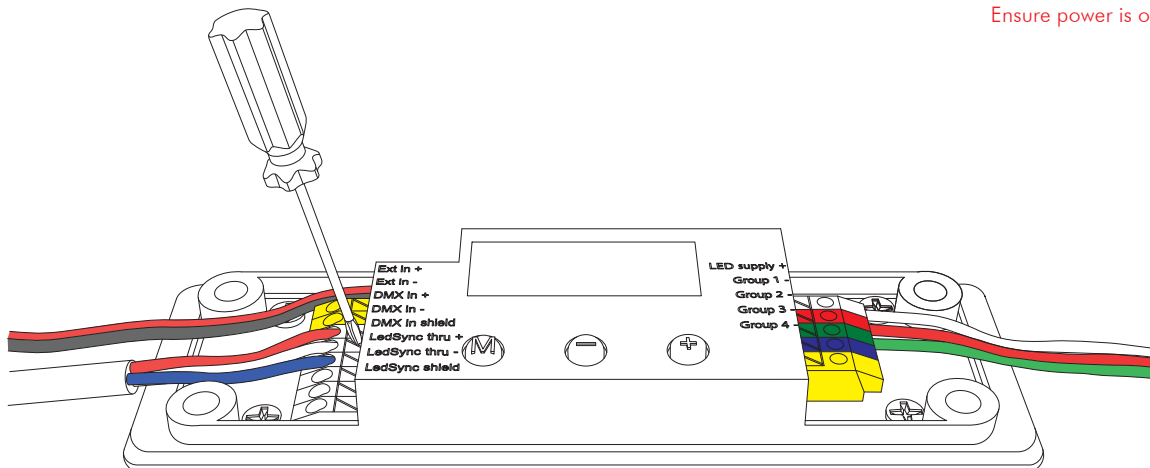 Ensure power is o
Ext in +
Ext in -
DMX in +
DMX in -
DMX in shield
LedSync thru +
LedSync thru -
LedSync shield
LED supply +
Group 1 -
Group 2 -
Group 3 -
Group 4 -
M
-
+